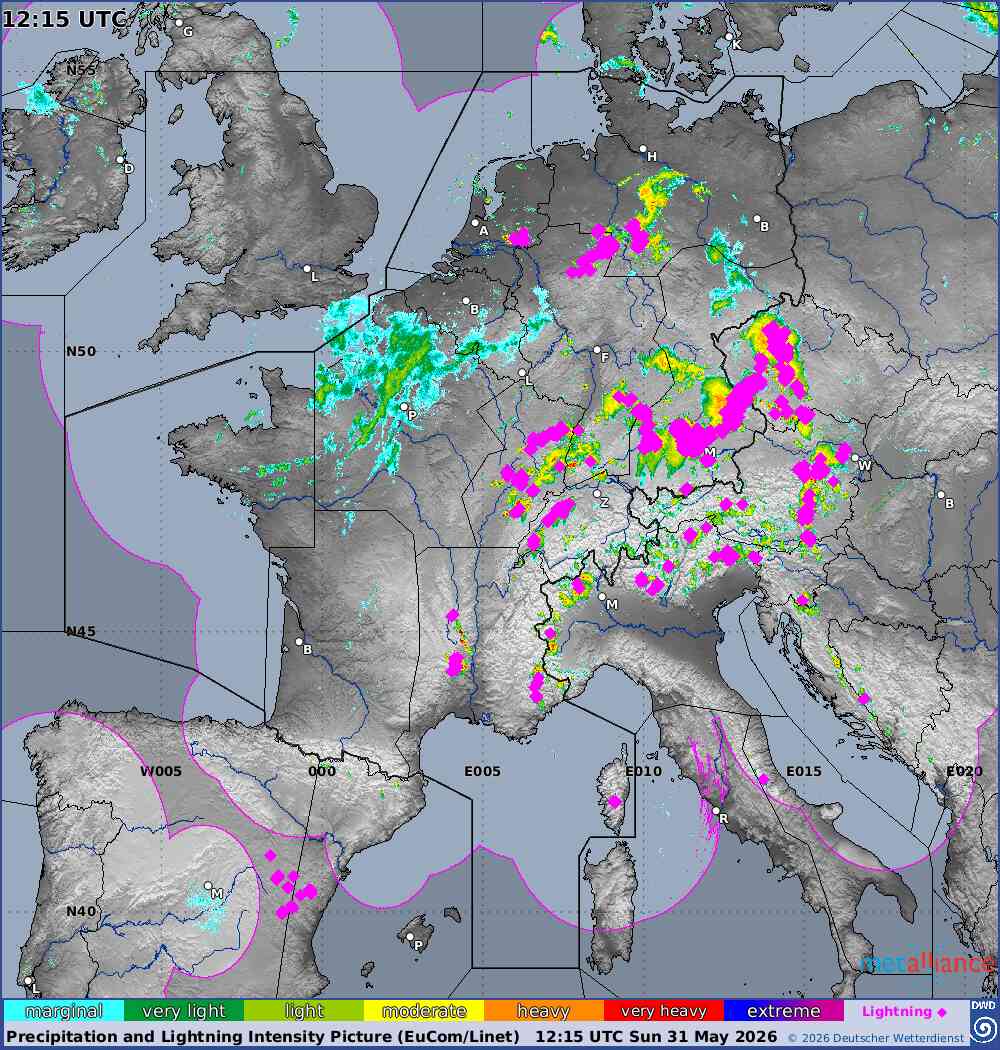 12:15 UTC
G
K
N55
D
H
A
B
L
B
N50
F
L
P
M
W
Z
B
M
N45
B
W005
000
E005
E010
E015
E020
R
M
N40
P
L
metalliance
marginal
very light
light
moderate
heavy
very heavy
extreme
Lightning
DWD
Precipitation and Lightning Intensity Picture (EuCom/Linet) 12:15 UTC Sun 31 May 2026 © 2026 Deutscher Wetterdienst